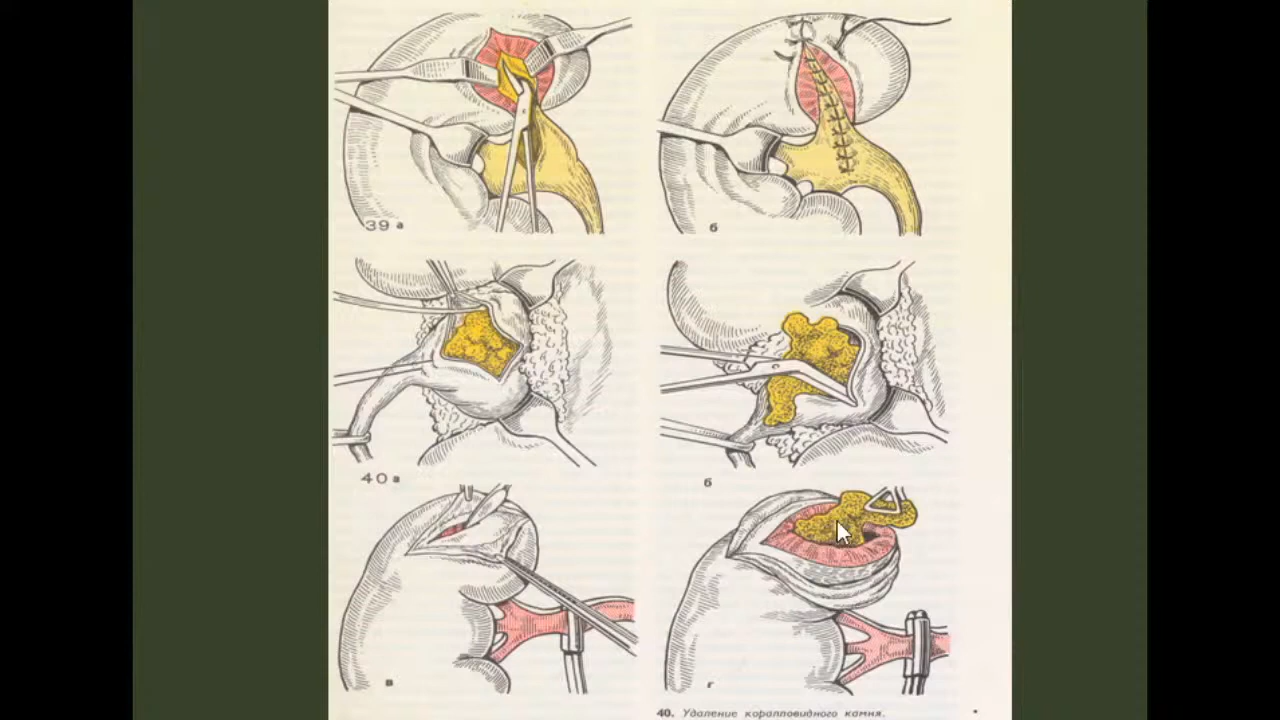 39 а
б
40 а
б
в
г
40. Удаление коралловидного камня.